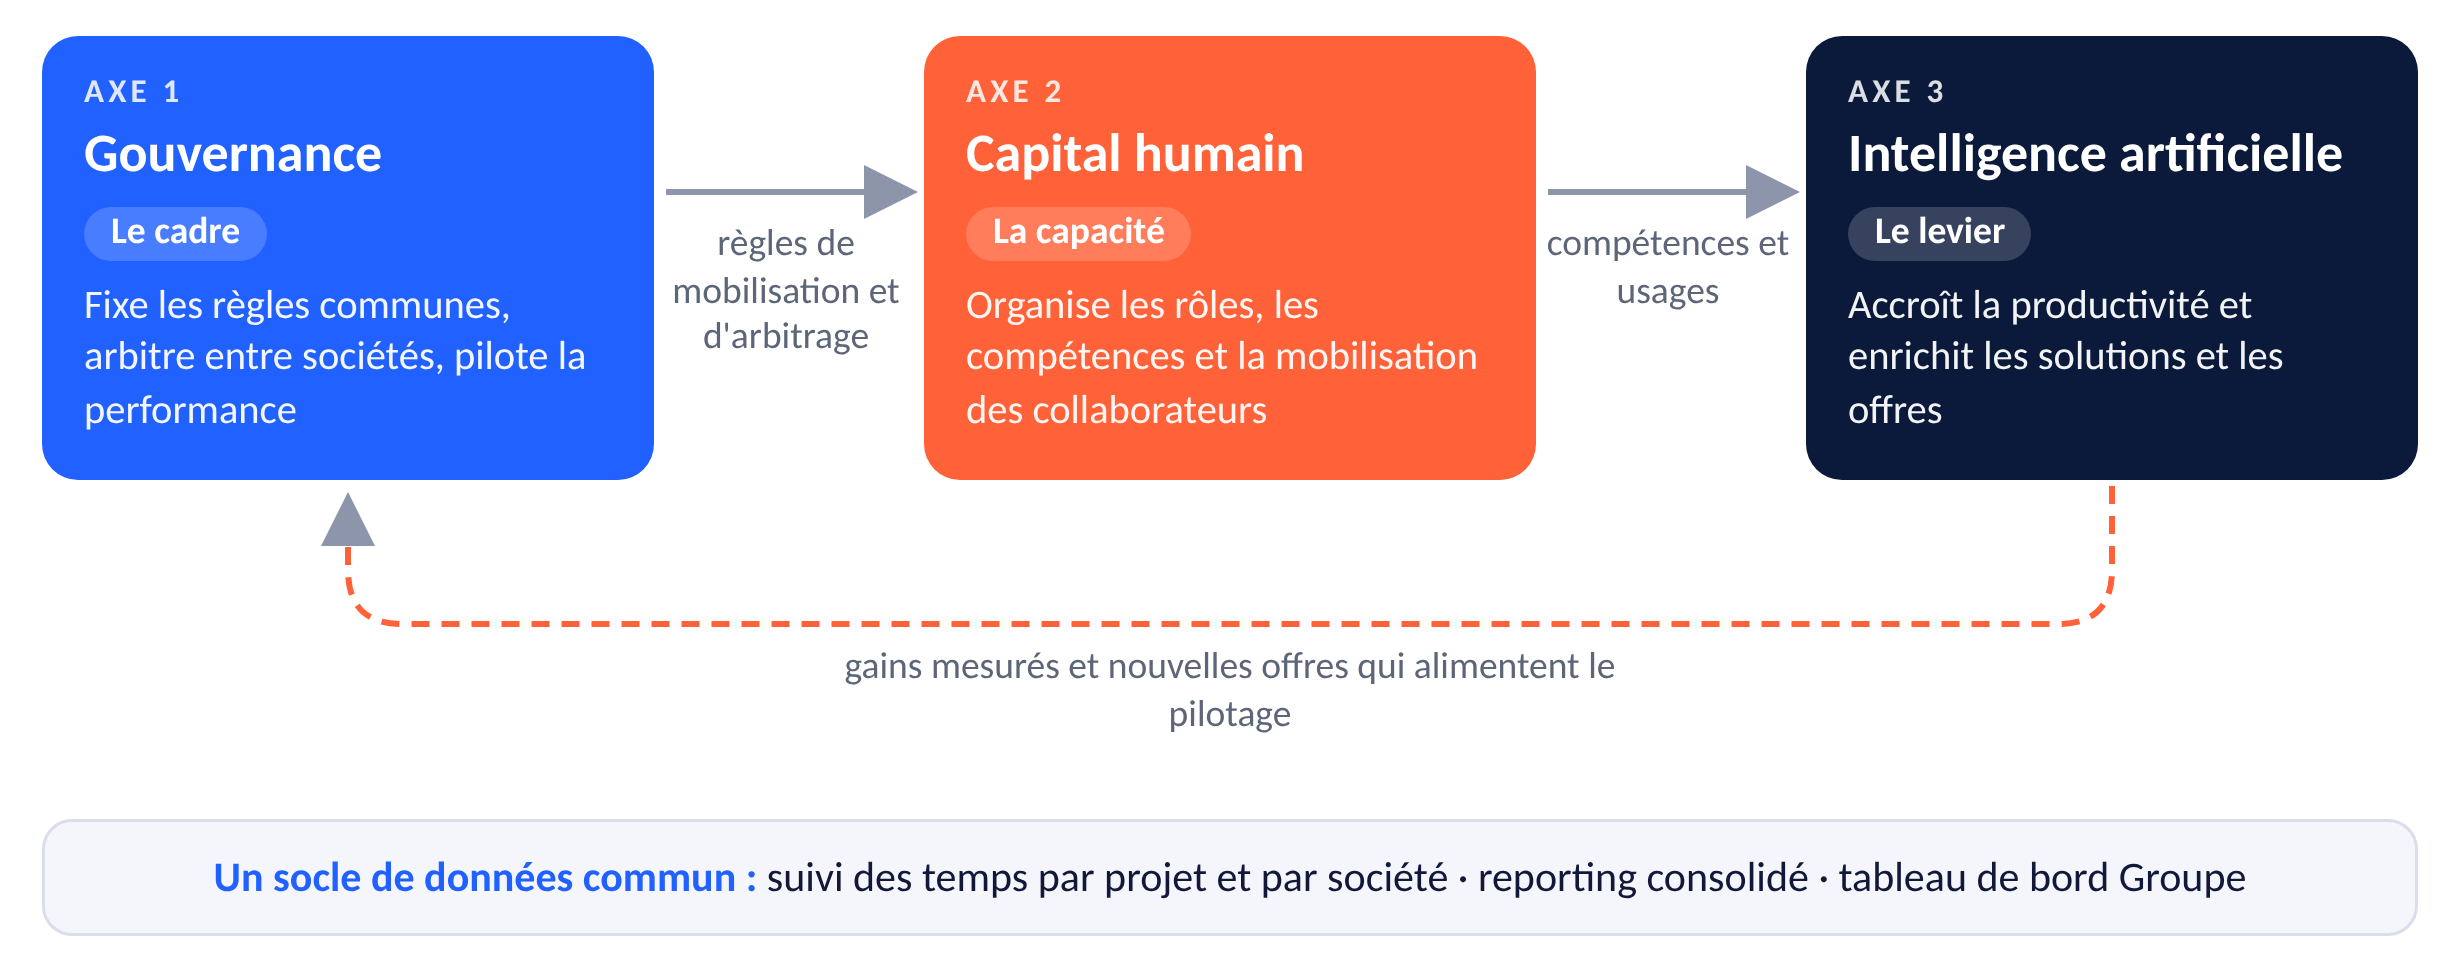 AXE 1
Gouvernance
Le cadre
Fixe les règles communes,
arbitre entre sociétés, pilote la
performance
règles de
mobilisation et
d'arbitrage
AXE 2
Capital humain
La capacité
Organise les rôles, les
compétences et la mobilisation
des collaborateurs
compétences et
usages
AXE 3
Intelligence artificielle
Le levier
Accroît la productivité et
enrichit les solutions et les
offres
gains mesurés et nouvelles offres qui alimentent le
pilotage
Un socle de données commun : suivi des temps par projet et par société · reporting consolidé · tableau de bord Groupe